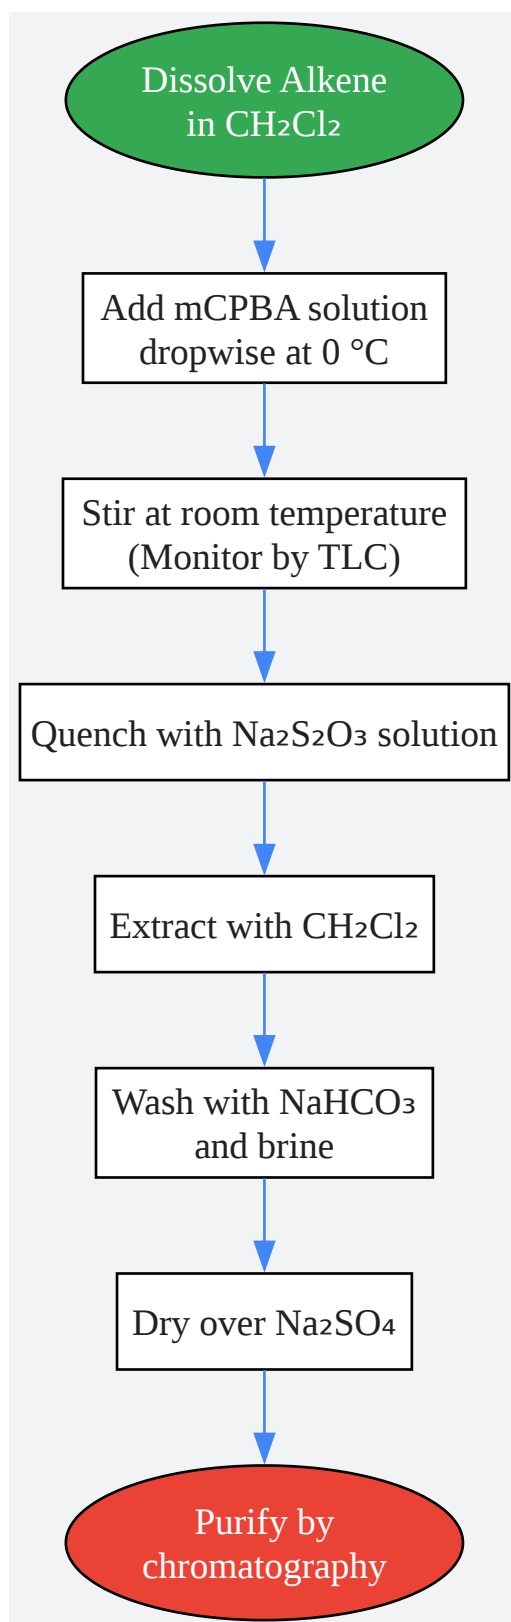 Dissolve Alkene
in CH₂Cl₂
Add mCPBA solution
dropwise at 0 °C
Stir at room temperature
(Monitor by TLC)
Quench with Na₂S₂O₃ solution
Extract with CH₂Cl₂
Wash with NaHCO₃
and brine
Dry over Na₂SO₄
Purify by
chromatography